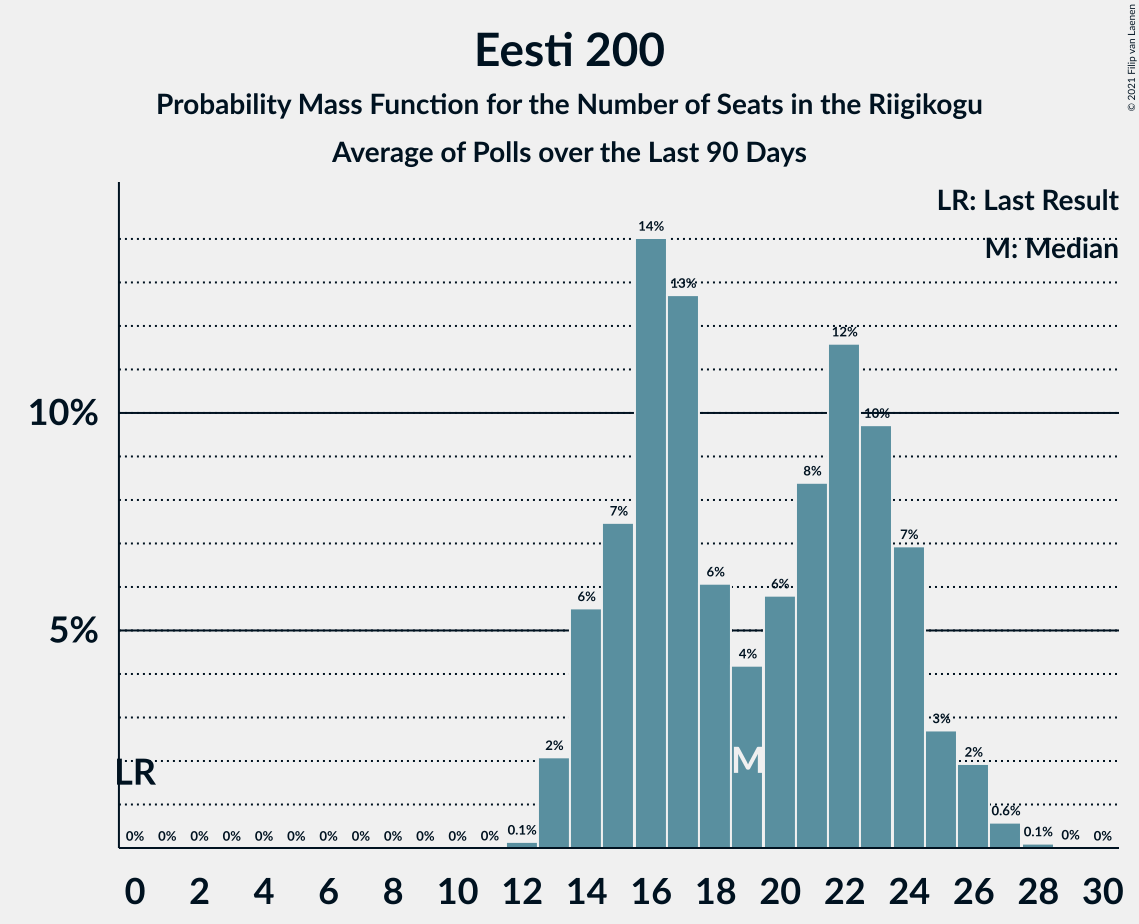 Eesti 200
Probability Mass Function for the Number of Seats in the Riigikogu
Average of Polls over the Last 90 Days
© 2021 Filip van Laenen
LR: Last Result
M: Median
14%
13%
12%
10%
10%
8%
7%
7%
6%
6%
6%
5%
4%
3%
2%
2%
M
LR
0% 0% 0% 0% 0% 0% 0% 0% 0% 0% 0% 0% 0.1% 0.6% 0.1% 0% 0%
0 2 4 6 8 10 12 14 16 18 20 22 24 26 28 30